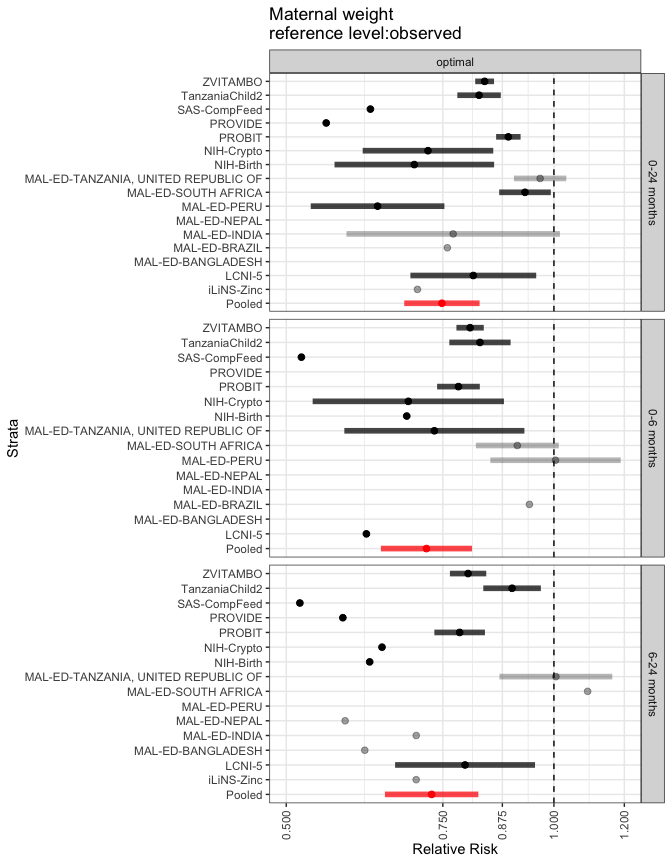 Maternal weight
reference level:observed
optimal
ZVITAMBO
TanzaniaChild2
SAS-CompFeed
PROVIDE
PROBIT
NIH-Crypto
NIH-Birth
MAL-ED-TANZANIA, UNITED REPUBLIC OF
MAL-ED-SOUTH AFRICA
MAL-ED-PERU
MAL-ED-NEPAL
MAL-ED-INDIA
MAL-ED-BRAZIL
MAL-ED-BANGLADESH
LCNI-5
iLiNS-Zinc
Pooled
0-24 months
ZVITAMBO
TanzaniaChild2
SAS-CompFeed
PROVIDE
PROBIT
NIH-Crypto
NIH-Birth
MAL-ED-TANZANIA, UNITED REPUBLIC OF
MAL-ED-SOUTH AFRICA
MAL-ED-PERU
MAL-ED-NEPAL
MAL-ED-INDIA
MAL-ED-BRAZIL
MAL-ED-BANGLADESH
LCNI-5
Pooled
0-6 months
Strata
ZVITAMBO
TanzaniaChild2
SAS-CompFeed
PROVIDE
PROBIT
NIH-Crypto
NIH-Birth
MAL-ED-TANZANIA, UNITED REPUBLIC OF
MAL-ED-SOUTH AFRICA
MAL-ED-PERU
MAL-ED-NEPAL
MAL-ED-INDIA
MAL-ED-BANGLADESH
LCNI-5
iLiNS-Zinc
Pooled
6-24 months
0.500
0.750
0.875
1.000
1.200
Relative Risk